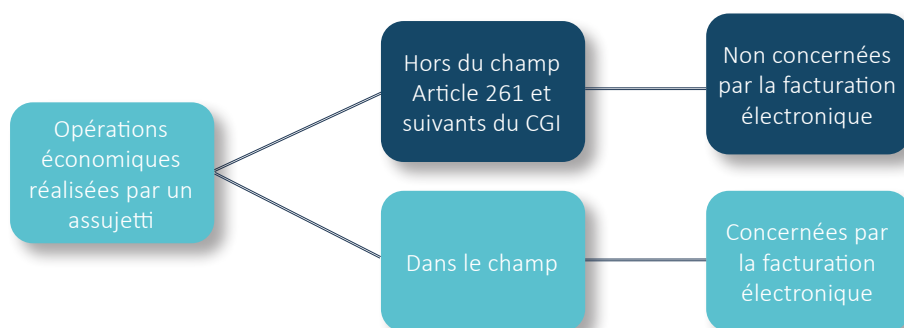 Opérations
économiques
réalisées par un
assujetti
Hors du champ
Article 261 et
suivants du CGI
Non concernées
par la facturation
électronique
Dans le champ
Concernées par
la facturation
électronique